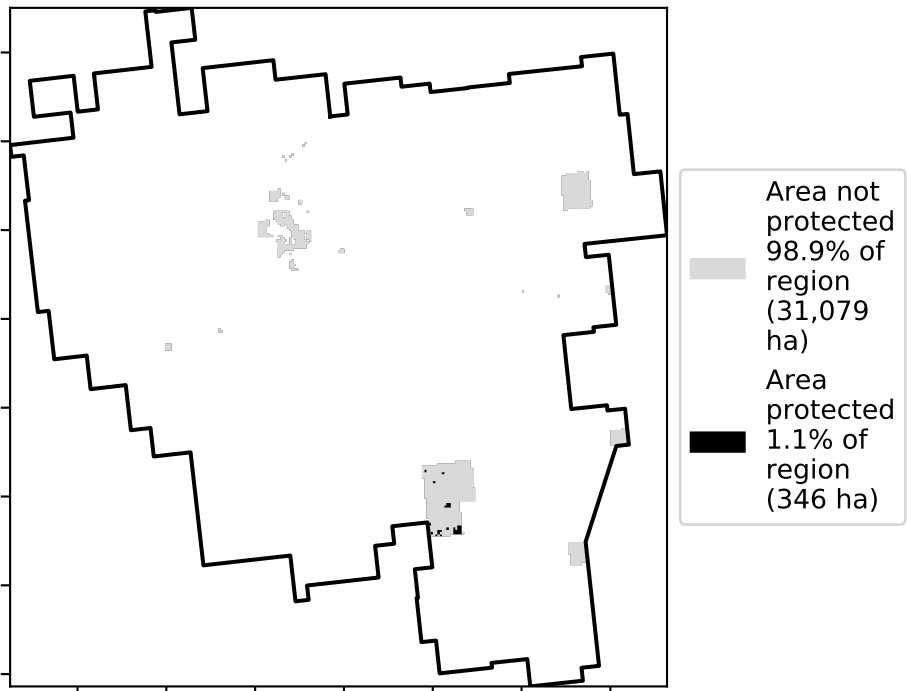 Area not
protected
98.9% of
region
(31,079
ha)
Area
protected
1.1% of
region
(346 ha)